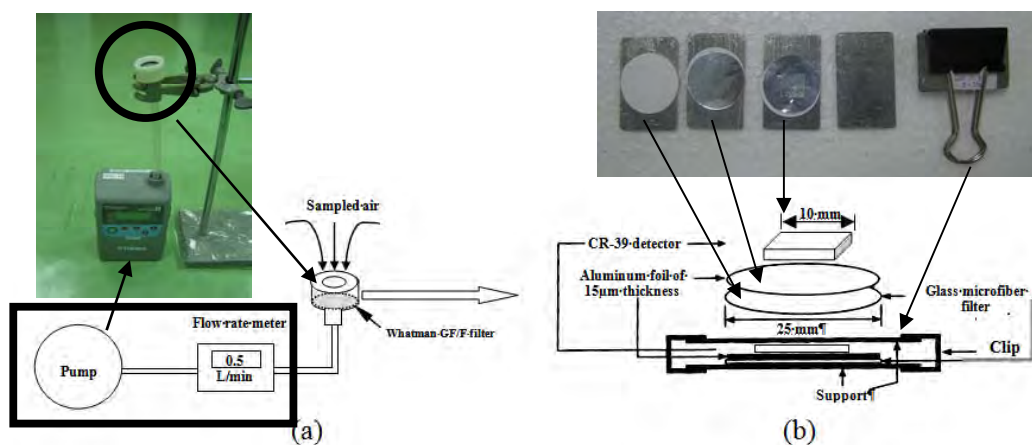 Sampled·air
Flow·rate·meter
0.5
L/min
Pump
Whatman·GF/F·filter
(a)
10·mm
CR-39·detector
Aluminum·foil·of·
15µm·thickness
Glass·microfiber·
filter
25·mm¶
Clip
Support¶
(b)